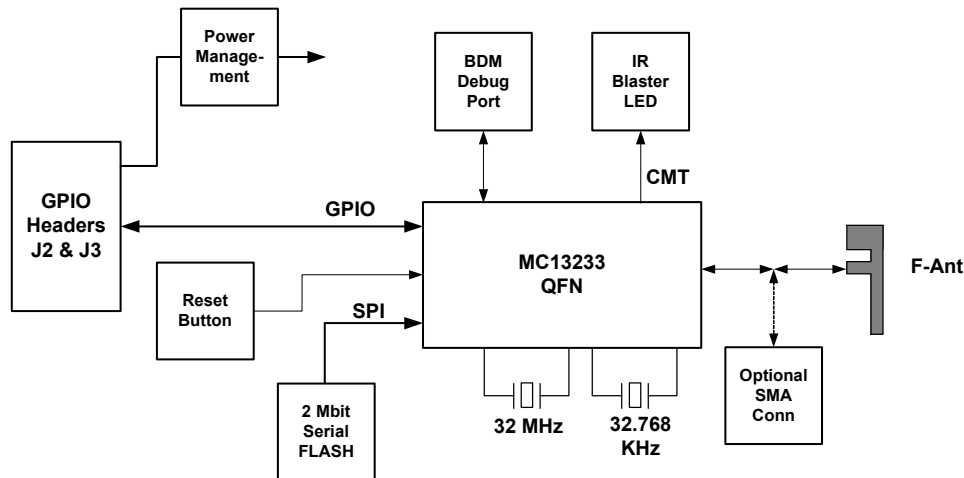 Power
Manage-
ment
BDM
Debug
Port
IR
Blaster
LED
CMT
GPIO
Headers
J2 & J3
GPIO
MC13233
QFN
F-Ant
Reset
Button
SPI
2 Mbit
Serial
FLASH
32 MHz
32.768
KHz
Optional
SMA
Conn